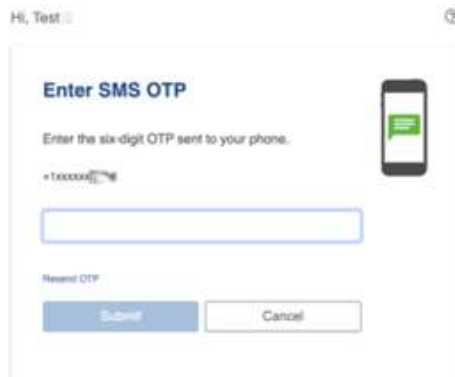 Hi, Test
Enter SMS OTP
Enter the six-digit OTP sent to your phone.
Resend OTP
Submit
Cancel